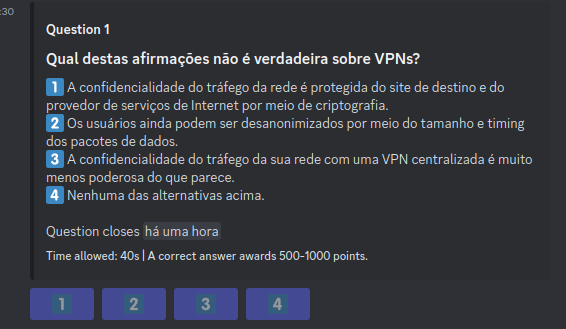 :30
Question 1
Qual destas afirmações não é verdadeira sobre VPNs?
1 A confidencialidade do tráfego da rede é protegida do site de destino e do
provedor de serviços de Internet por meio de criptografia.
2 Os usuários ainda podem ser desanonimizados por meio do tamanho e timing
dos pacotes de dados.
3 A confidencialidade do tráfego da sua rede com uma VPN centralizada é muito
menos poderosa do que parece.
4 Nenhuma das alternativas acima.
Question closes há uma hora
Time allowed: 40s | A correct answer awards 500-1000 points.
1 2 3 4